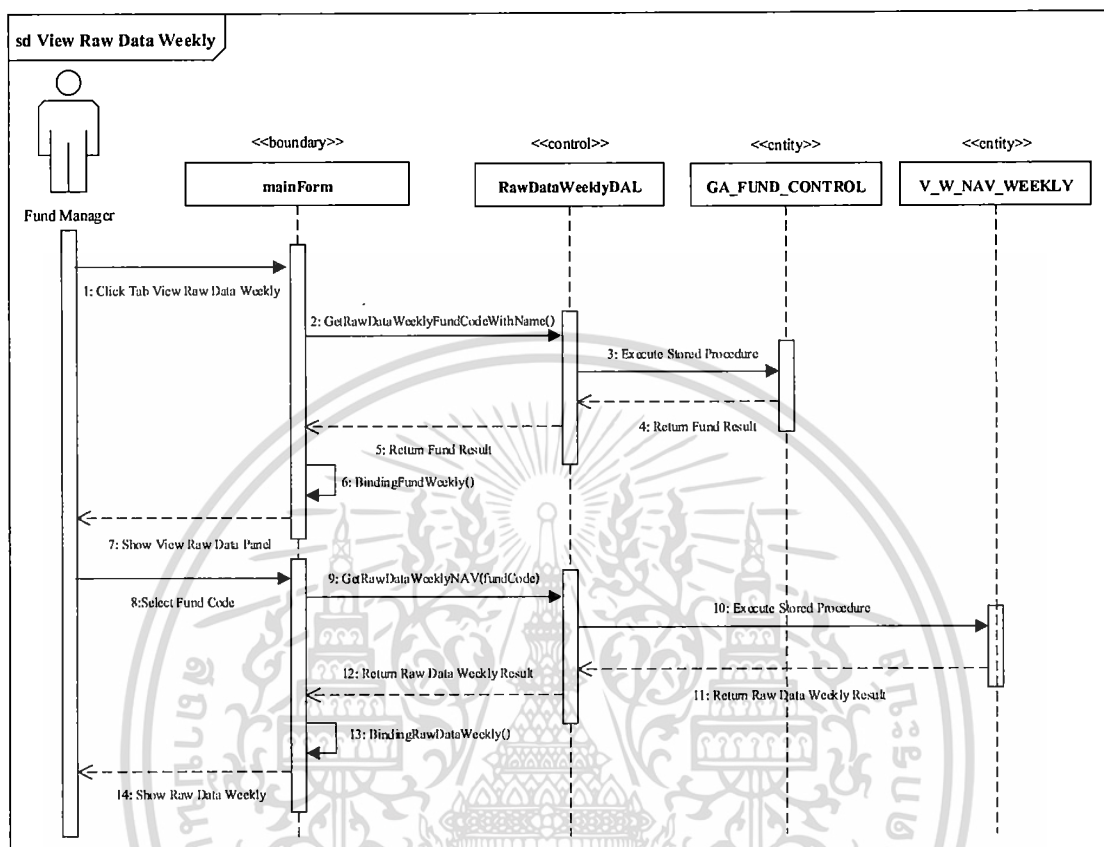 sd View Raw Data Weekly
<<boundary>>
<<control>>
<<entity>>
<<entity>>
mainForm
RawDataWeeklyDAL
GA_FUND_CONTROL
V_W_NAV_WEEKLY
Fund Manager
1: Click Tab View Raw Data Weekly
2: GetRawDataWeeklyFundCodeWithName()
3: Execute Stored Procedure
4: Return Fund Result
5: Return Fund Result
6: BindingFundWeekly()
7: Show View Raw Data Panel
8:Select Fund Code
9: GetRawDataWeeklyNAV(fundCode)
10: Execute Stored Procedure
11: Return Raw Data Weekly Result
12: Return Raw Data Weekly Result
13: BindingRawDataWeekly()
14: Show Raw Data Weekly